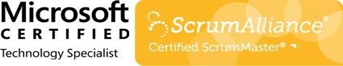 Microsoft
CERTIFIED
Technology Specialist
ScrumAlliance®
Certified ScrumMaster®